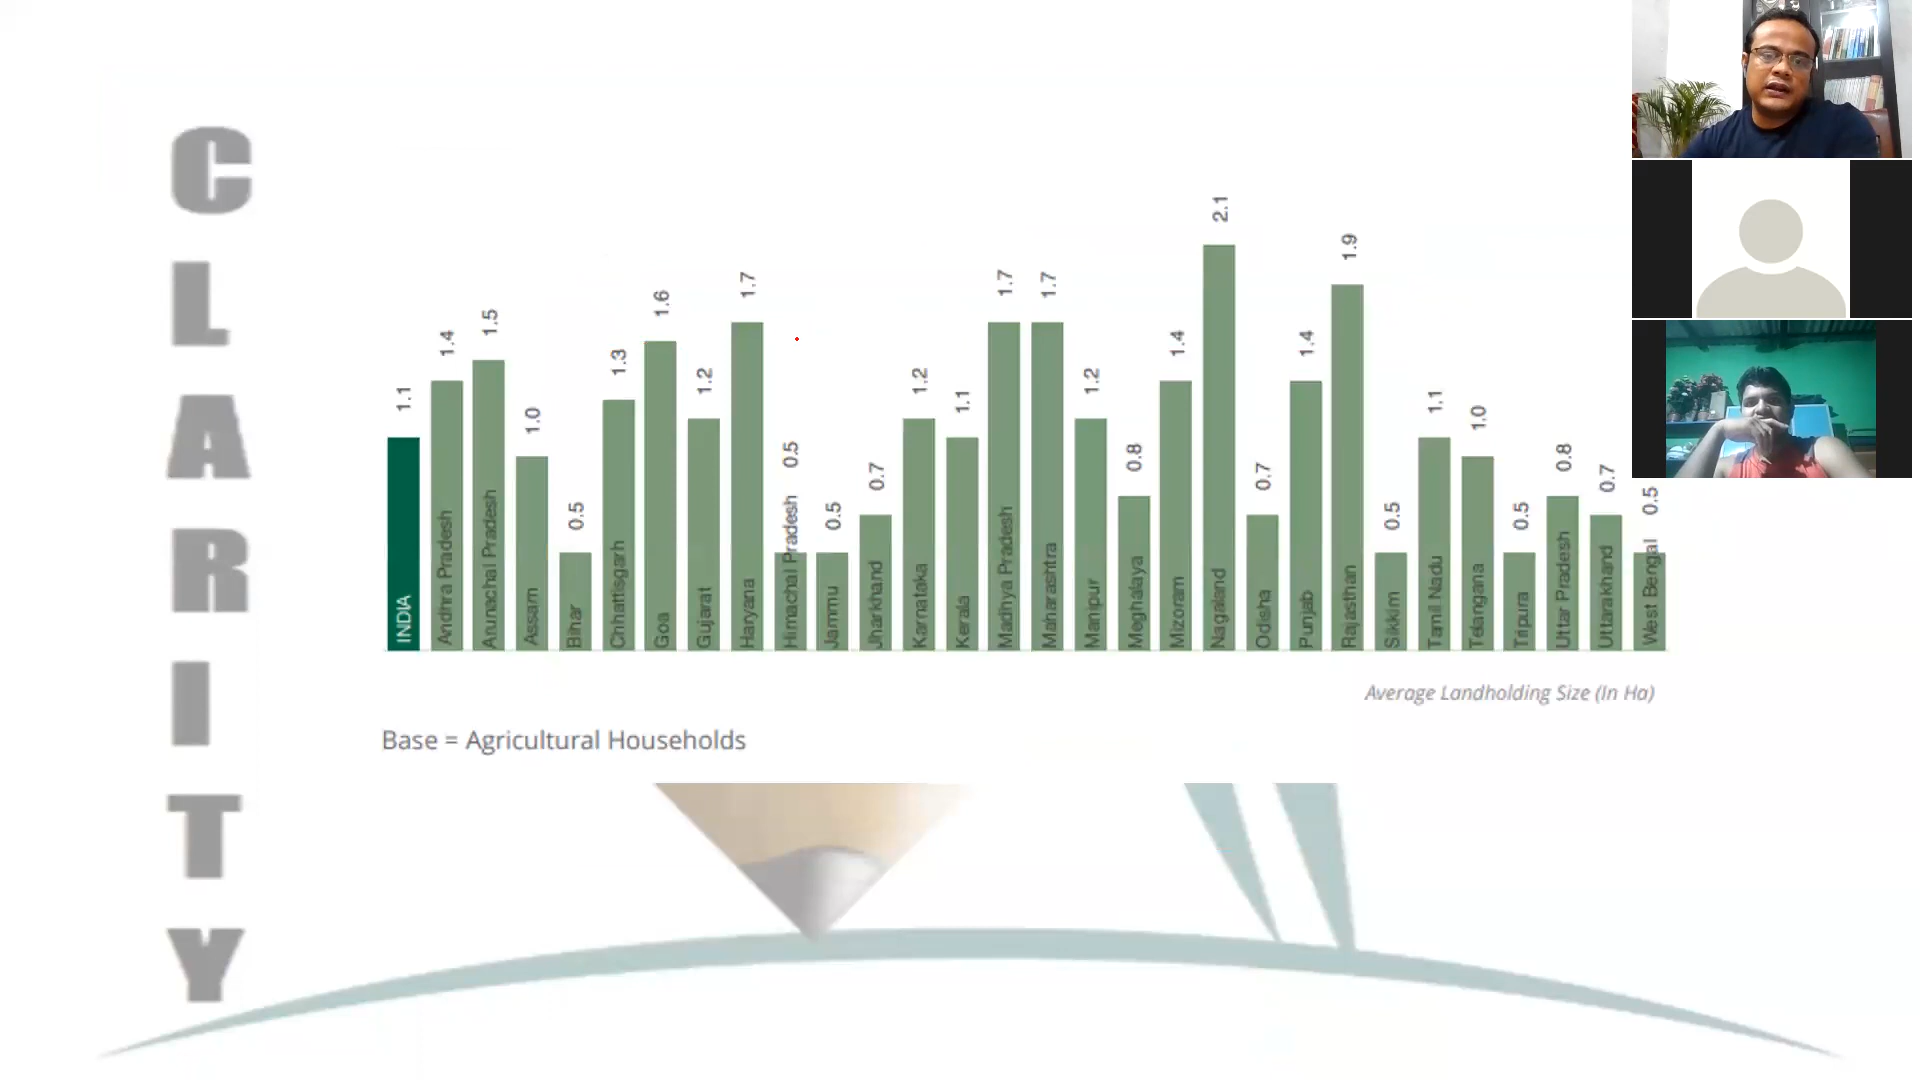 CLARITY
1.1 1.4 1.5 1.0 0.5 1.3 1.6 1.2 1.7 0.5 0.5 0.7 1.2 1.1 1.7 1.7 1.2 0.8 1.4 2.1 0.7 1.4 1.9 0.5 1.1 1.0 0.5 0.8 0.7 0.5
INDIA
Andhra Pradesh
Arunachal Pradesh
Assam
Bihar
Chhattisgarh
Goa
Gujarat
Haryana
Himachal Pradesh
Jammu
Jharkhand
Karnataka
Kerala
Madhya Pradesh
Maharashtra
Manipur
Meghalaya
Mizoram
Nagaland
Odisha
Punjab
Rajasthan
Sikkim
Tamil Nadu
Telangana
Tripura
Uttar Pradesh
Uttarakhand
West Bengal
Average Landholding Size (In Ha)
Base = Agricultural Households